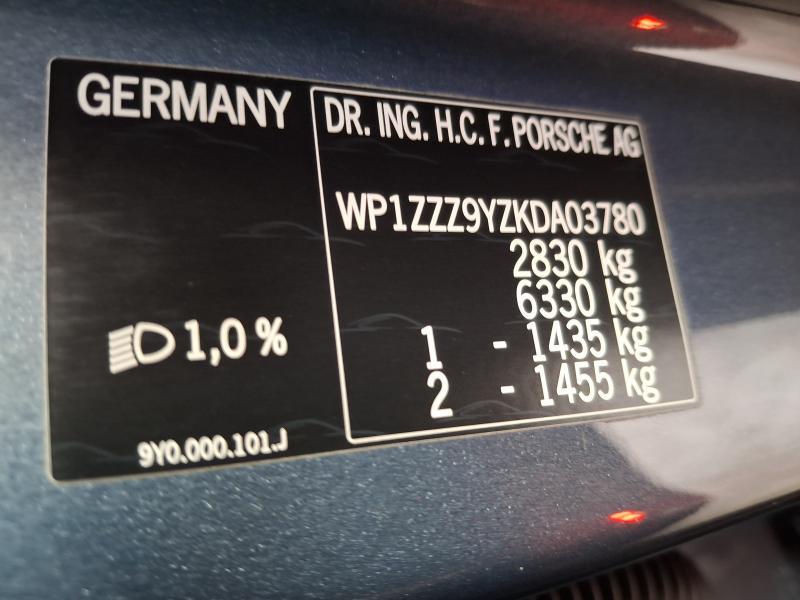 GERMANY
DR. ING. H.C. F. PORSCHE AG
WP1ZZZ9YZKDA03780
2830 kg
6330 kg
1 - 1435 kg
2 - 1455 kg
1,0 %
9Y0.000.101.J